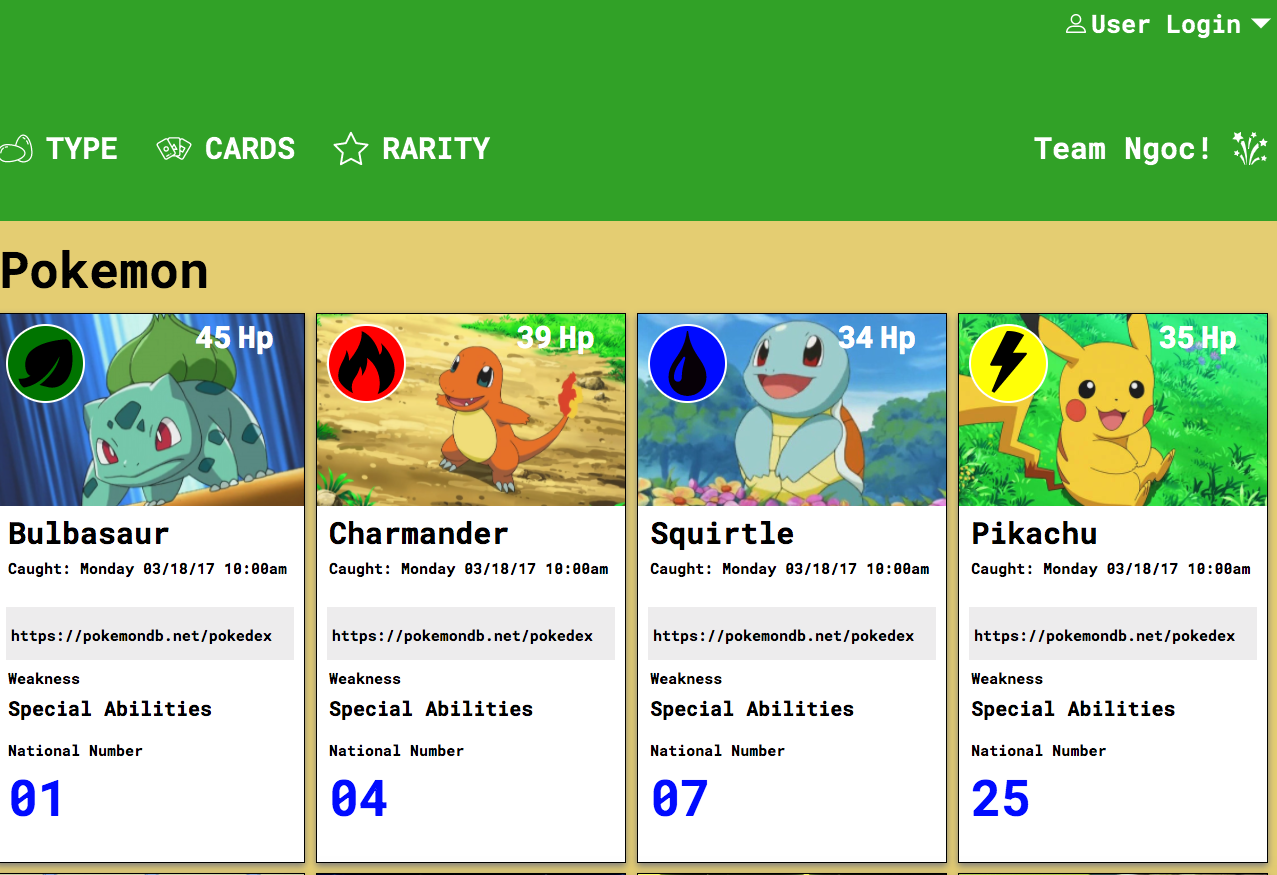 User Login
TYPE CARDS RARITY Team Ngoc!
Pokemon
45 Hp
Bulbasaur
Caught: Monday 03/18/17 10:00am
https://pokemondb.net/pokedex
Weakness
Special Abilities
National Number
01
39 Hp
Charmander
Caught: Monday 03/18/17 10:00am
https://pokemondb.net/pokedex
Weakness
Special Abilities
National Number
04
34 Hp
Squirtle
Caught: Monday 03/18/17 10:00am
https://pokemondb.net/pokedex
Weakness
Special Abilities
National Number
07
35 Hp
Pikachu
Caught: Monday 03/18/17 10:00am
https://pokemondb.net/pokedex
Weakness
Special Abilities
National Number
25